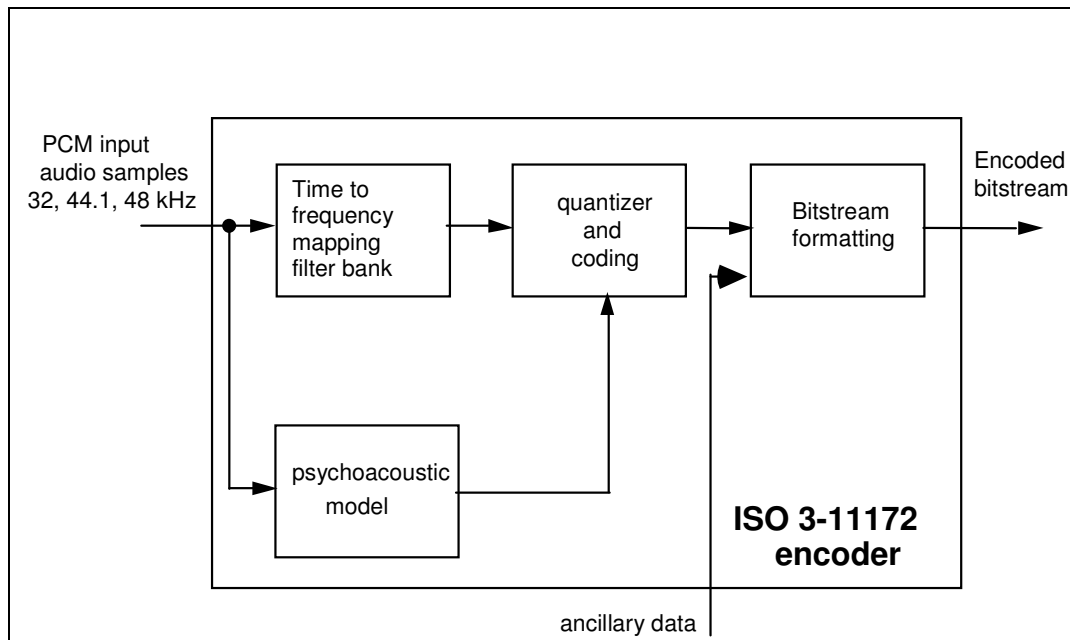 PCM input
audio samples
32, 44.1, 48 kHz
Time to
frequency
mapping
filter bank
quantizer
and
coding
Bitstream
formatting
Encoded
bitstream
psychoacoustic
model
ISO 3-11172
encoder
ancillary data